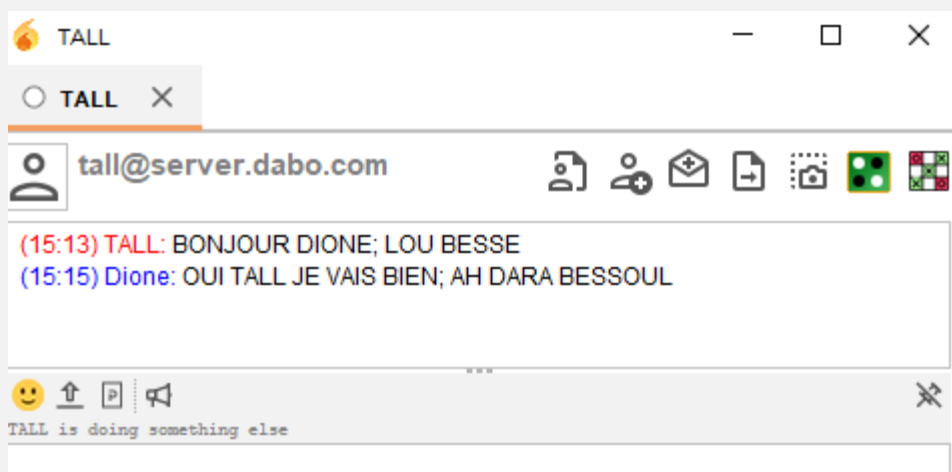 TALL
TALL
tall@server.dabo.com
(15:13) TALL: BONJOUR DIONE; LOU BESSE
(15:15) Dione: OUI TALL JE VAIS BIEN; AH DARA BESSOUL
TALL is doing something else